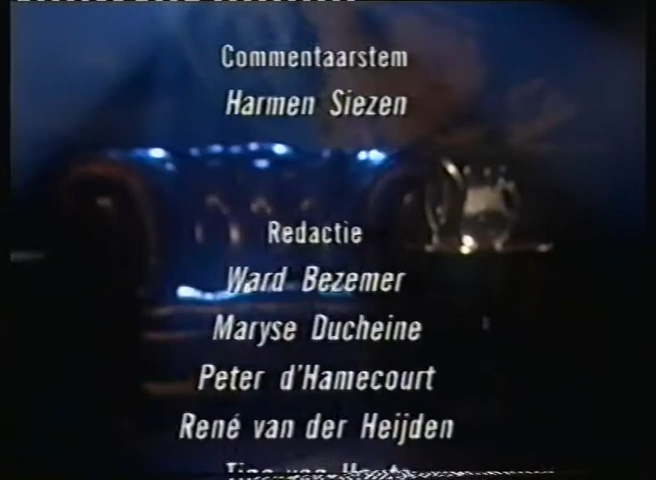 Commentaarstem
Harmen Siezen
Redactie
Ward Bezemer
Maryse Ducheine
Peter d'Hamecourt
René van der Heijden